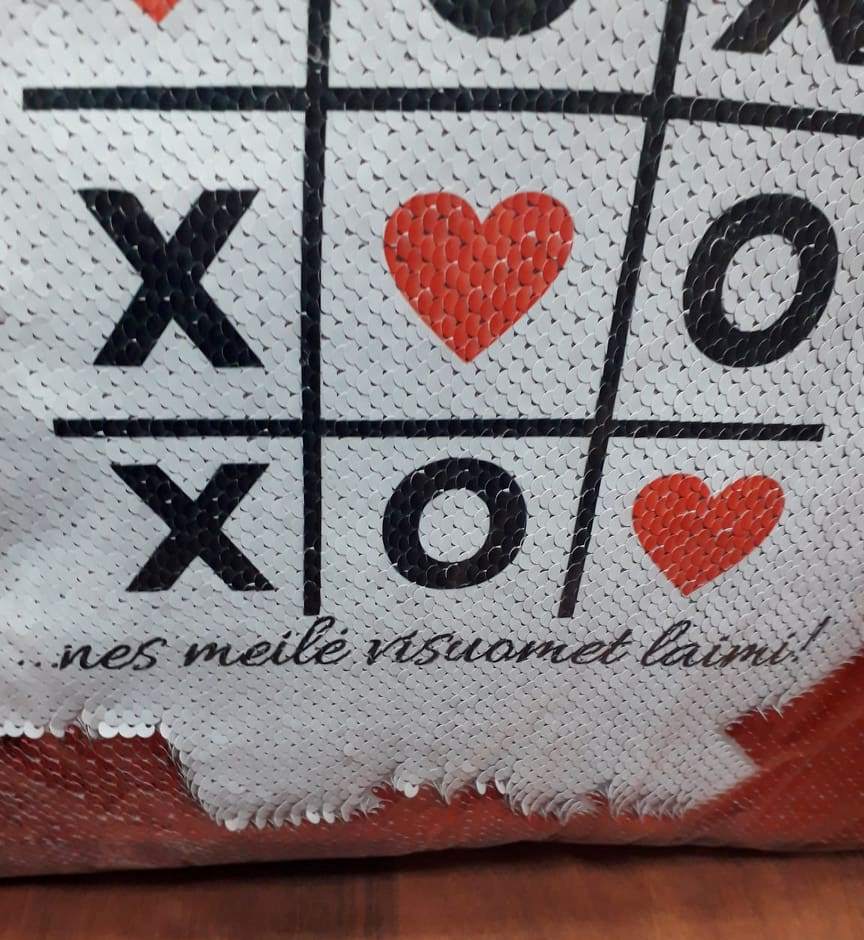 O X
X O
X O
...nes meilė visuomet laimi!